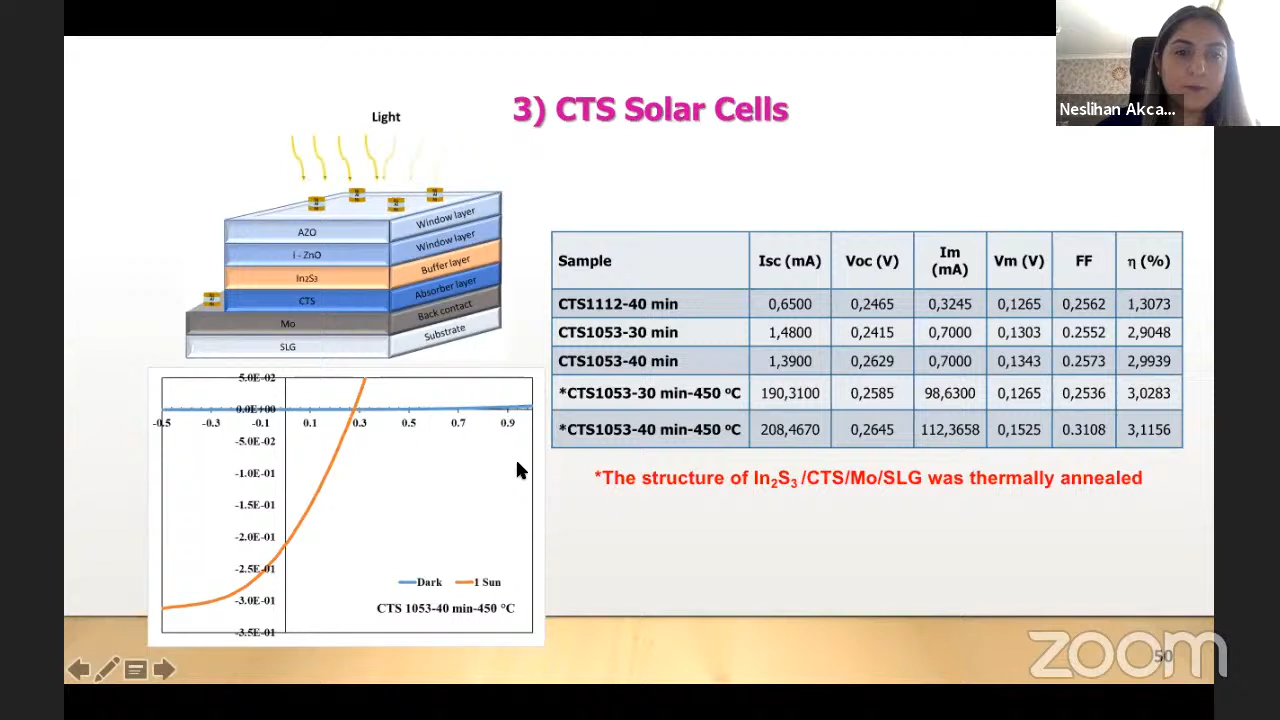 Neslihan Akca...
3) CTS Solar Cells
Light
AZO Window layer
i - ZnO Window layer
In₂S₃ Buffer layer
CTS Absorber layer
Mo Back contact
SLG Substrate
Sample Isc (mA) Voc (V) Im (mA) Vm (V) FF η (%)
CTS1112-40 min 0,6500 0,2465 0,3245 0,1265 0,2562 1,3073
CTS1053-30 min 1,4800 0,2415 0,7000 0,1303 0.2552 2,9048
CTS1053-40 min 1,3900 0,2629 0,7000 0,1343 0.2573 2,9939
*CTS1053-30 min-450 ºC 190,3100 0,2585 98,6300 0,1265 0,2536 3,0283
*CTS1053-40 min-450 ºC 208,4670 0,2645 112,3658 0,1525 0.3108 3,1156
*The structure of In₂S₃ /CTS/Mo/SLG was thermally annealed
5.0E-02
0.0E+00
-0.5 -0.3 -0.1 0.1 0.3 0.5 0.7 0.9
-5.0E-02
-1.0E-01
-1.5E-01
-2.0E-01
-2.5E-01
-3.0E-01
-3.5E-01
Dark 1 Sun
CTS 1053-40 min-450 °C
zoom
50